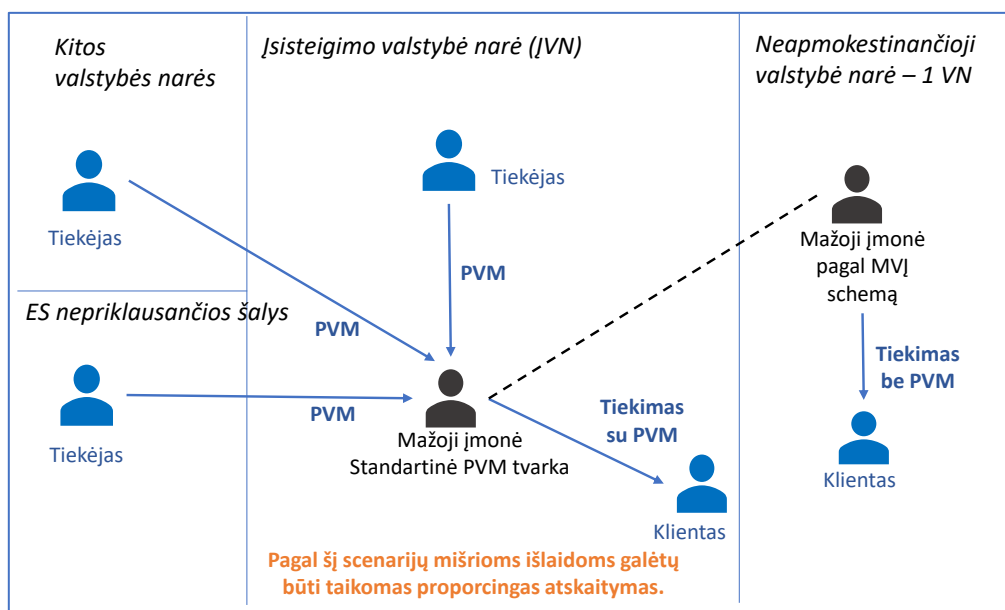 Kitos
valstybės narės
Tiekėjas
ES nepriklausančios šalys
Tiekėjas
Įsisteigimo valstybė narė (ĮVN)
Tiekėjas
PVM
PVM
PVM
Mažoji įmonė
Standartinė PVM tvarka
Tiekimas
su PVM
Klientas
Pagal šį scenarijų mišrioms išlaidoms galėtų
būti taikomas proporcingas atskaitymas.
Neapmokestinančioji
valstybė narė – 1 VN
Mažoji įmonė
pagal MVĮ
schemą
Tiekimas
be PVM
Klientas